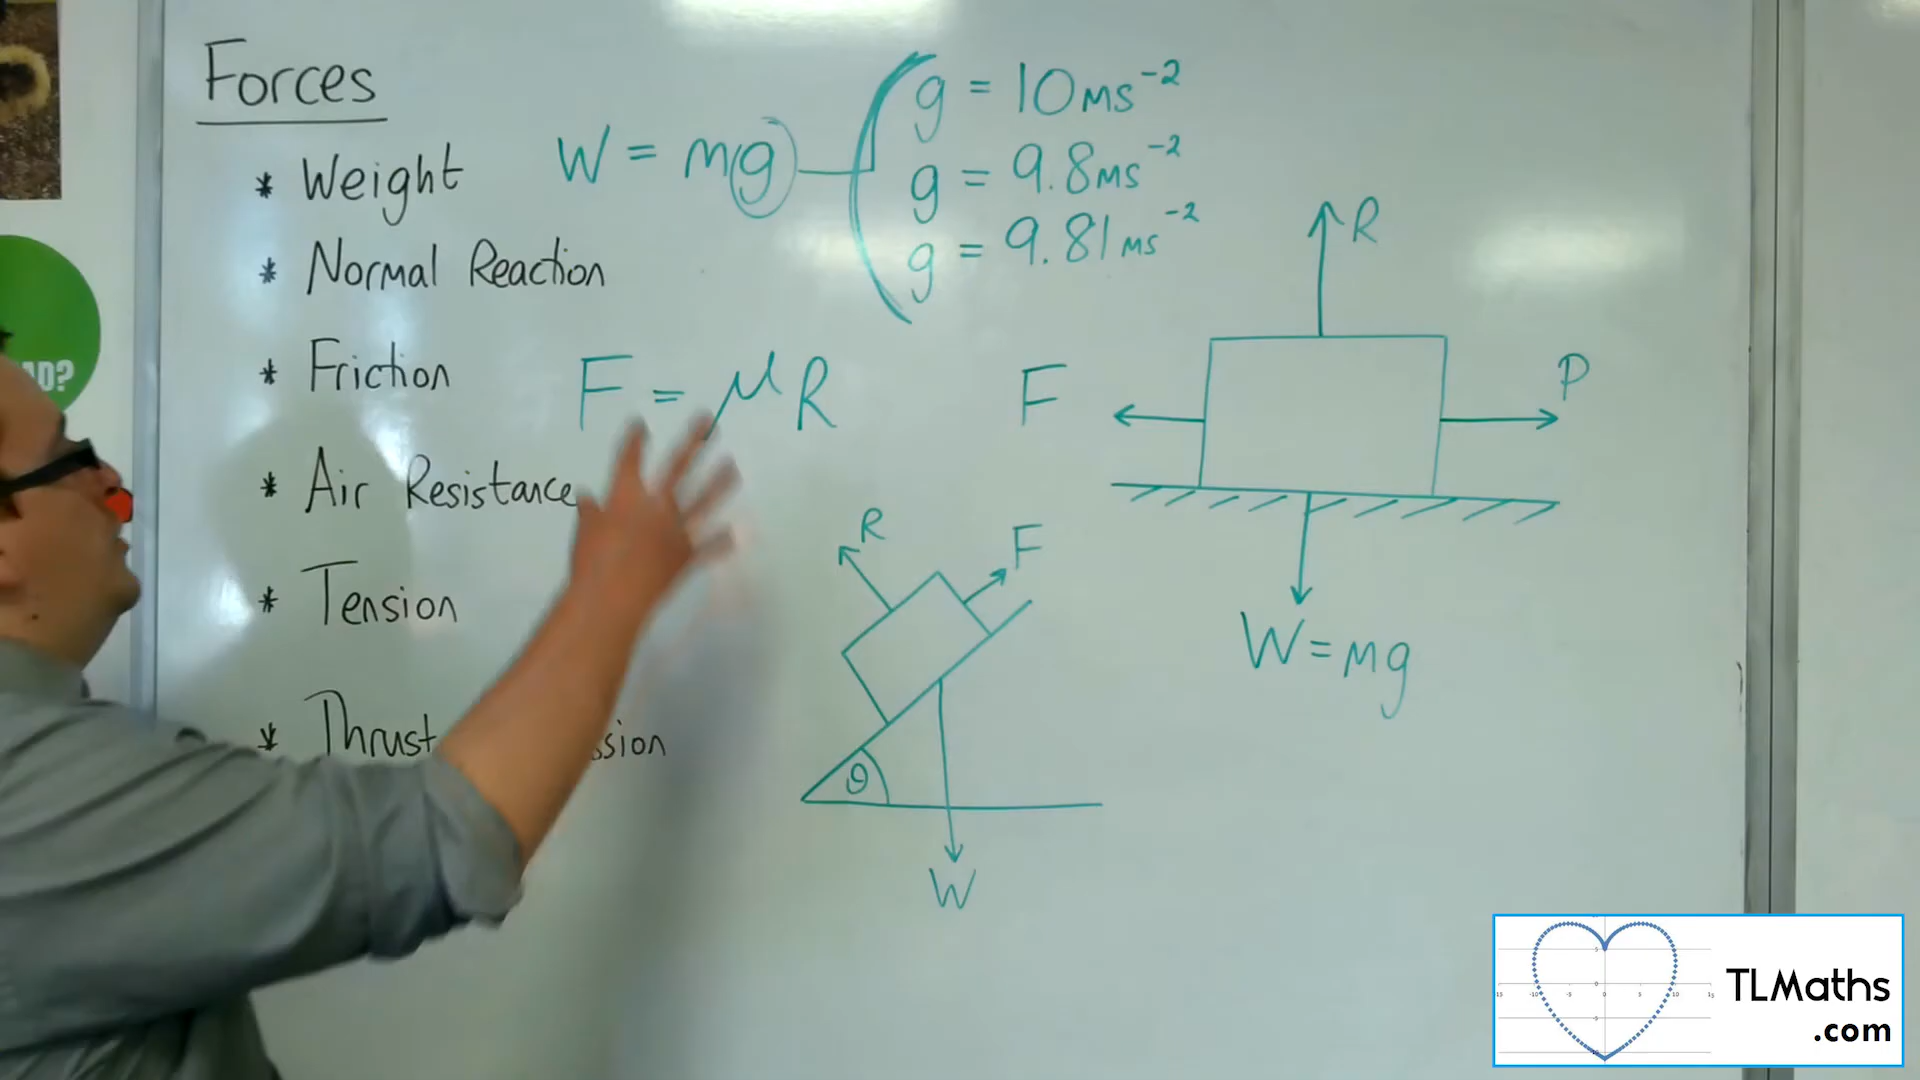 Forces
* Weight
W = mg
g = 10ms⁻²
g = 9.8ms⁻²
g = 9.81ms⁻²
* Normal Reaction
* Friction
F = μR
* Air Resistance
* Tension
* Thrust
R
F
P
W = mg
R
F
θ
W
TLMaths
.com